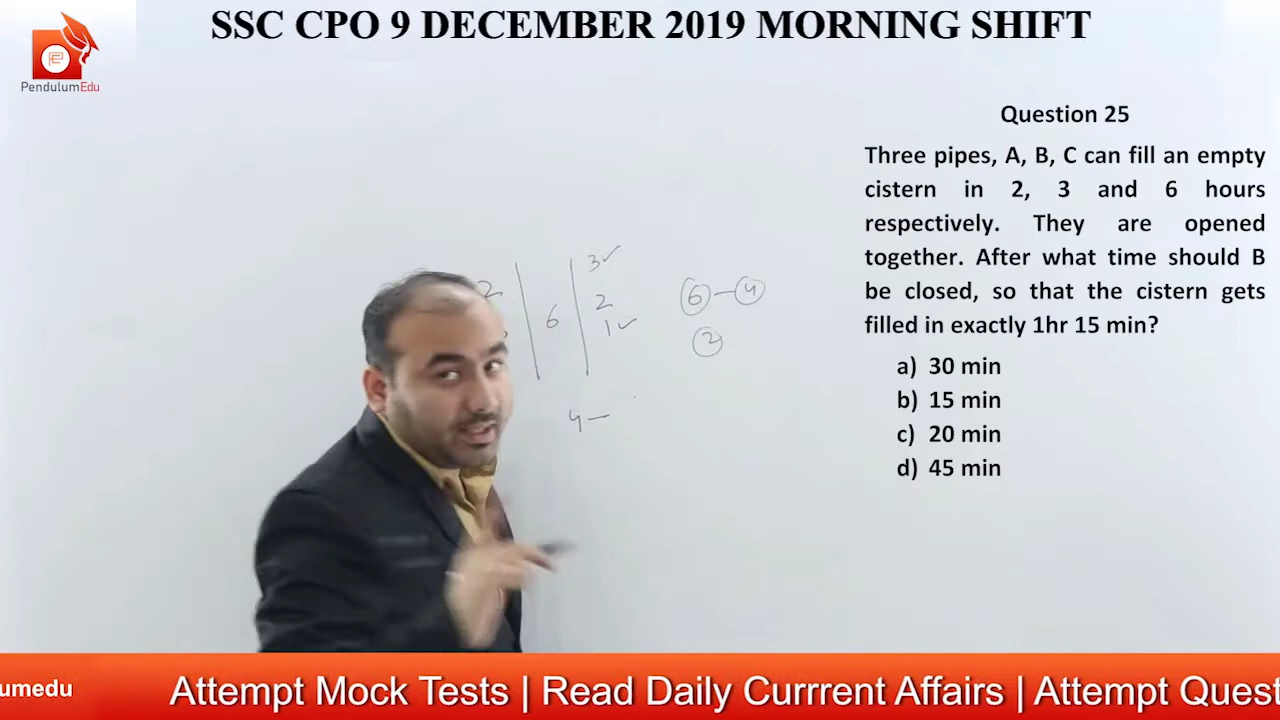 SSC CPO 9 DECEMBER 2019 MORNING SHIFT
PendulumEdu
Question 25
Three pipes, A, B, C can fill an empty
cistern in 2, 3 and 6 hours
respectively. They are opened
together. After what time should B
be closed, so that the cistern gets
filled in exactly 1hr 15 min?
a) 30 min
b) 15 min
c) 20 min
d) 45 min
2
6
3✓
2
1✓
6 — 4
2
4 —
umedu
Attempt Mock Tests | Read Daily Currrent Affairs | Attempt Quest